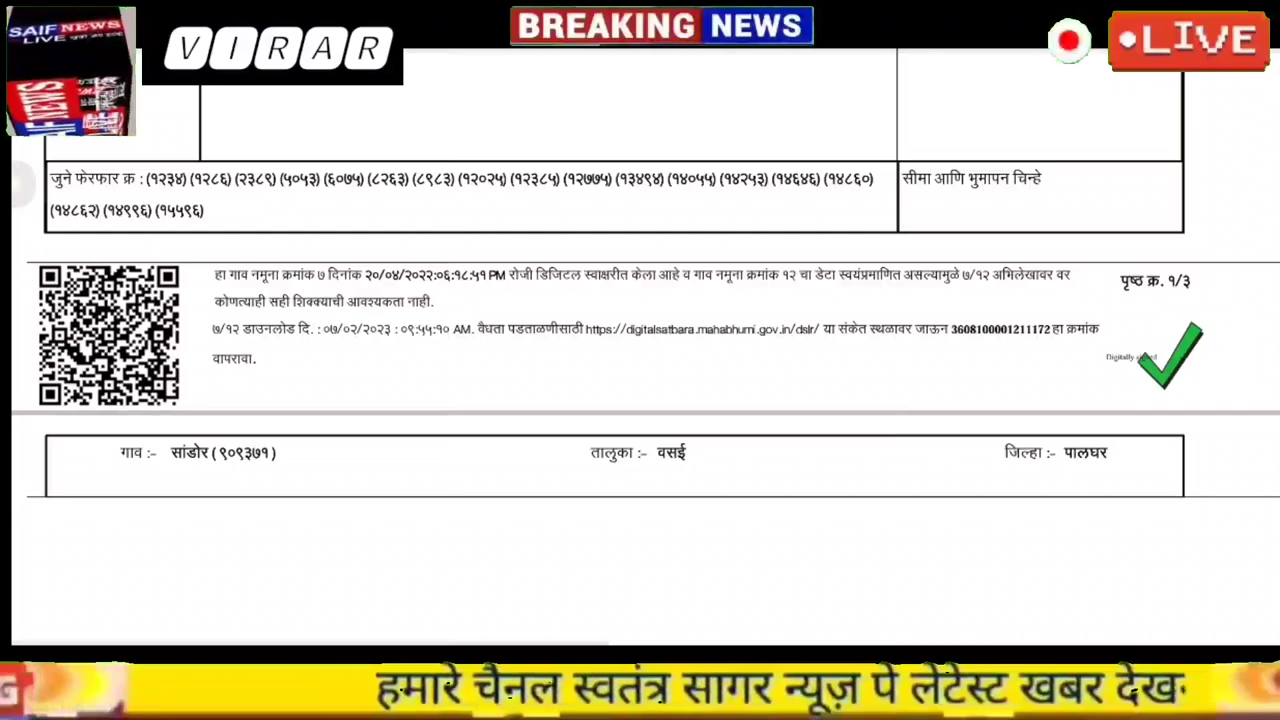 SAIF NEWS
LIVE
VIRAR
BREAKING NEWS
LIVE
जुने फेरफार क्र : (१२३४) (१२८६) (२३८९) (५०५३) (६०७५) (८२६३) (८९८३) (१२०२५) (१२३८५) (१२७७५) (१३४९४) (१४०५५) (१४२५३) (१४६४६) (१४८६०)
(१४८६२) (१४९९६) (१५५९६)
सीमा आणि भुमापन चिन्हे
हा गाव नमूना क्रमांक ७ दिनांक २०/०४/२०२२:०६:१८:५१ PM रोजी डिजिटल स्वाक्षरीत केला आहे व गाव नमूना क्रमांक १२ चा डेटा स्वयंप्रमाणित असल्यामुळे ७/१२ अभिलेखावर वर
कोणत्याही सही शिक्क्याची आवश्यकता नाही.
७/१२ डाउनलोड दि. : ०७/०२/२०२३ : ०९:५५:१० AM. वैधता पडताळणीसाठी https://digitalsatbara.mahabhumi.gov.in/dslr/ या संकेत स्थळावर जाऊन 3608100001211172 हा क्रमांक
वापरावा.
पृष्ठ क्र. १/३
Digitally signed
गाव :- सांडोर ( ९०९३७१ ) तालुका :- वसई जिल्हा :- पालघर
हमारे चैनल स्वतंत्र सागर न्यूज़ पे लेटेस्ट खबर देख